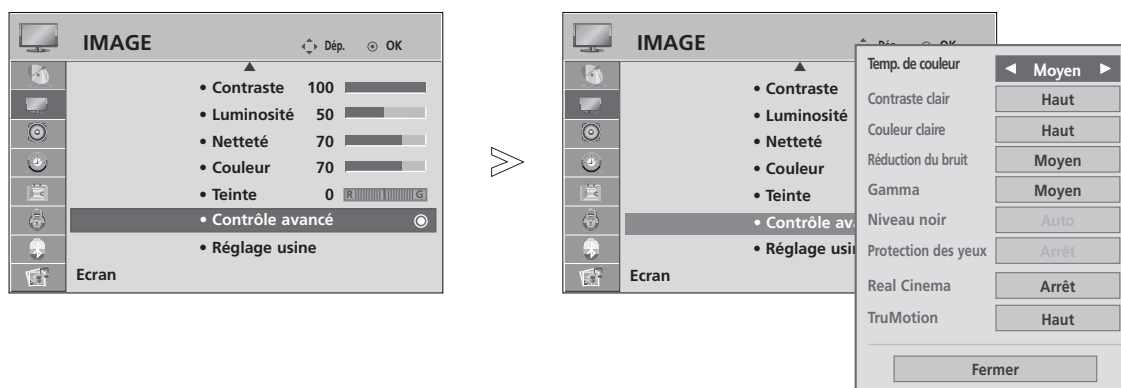 IMAGE
Dép. OK
• Contraste 100
• Luminosité 50
• Netteté 70
• Couleur 70
• Teinte 0 R G
• Contrôle avancé
• Réglage usine
Ecran
IMAGE
Dép. OK
• Contraste
• Luminosité
• Netteté
• Couleur
• Teinte
• Contrôle av
• Réglage usi
Ecran
Temp. de couleur Moyen
Contraste clair Haut
Couleur claire Haut
Réduction du bruit Moyen
Gamma Moyen
Niveau noir Auto
Protection des yeux Arrêt
Real Cinema Arrêt
TruMotion Haut
Fermer